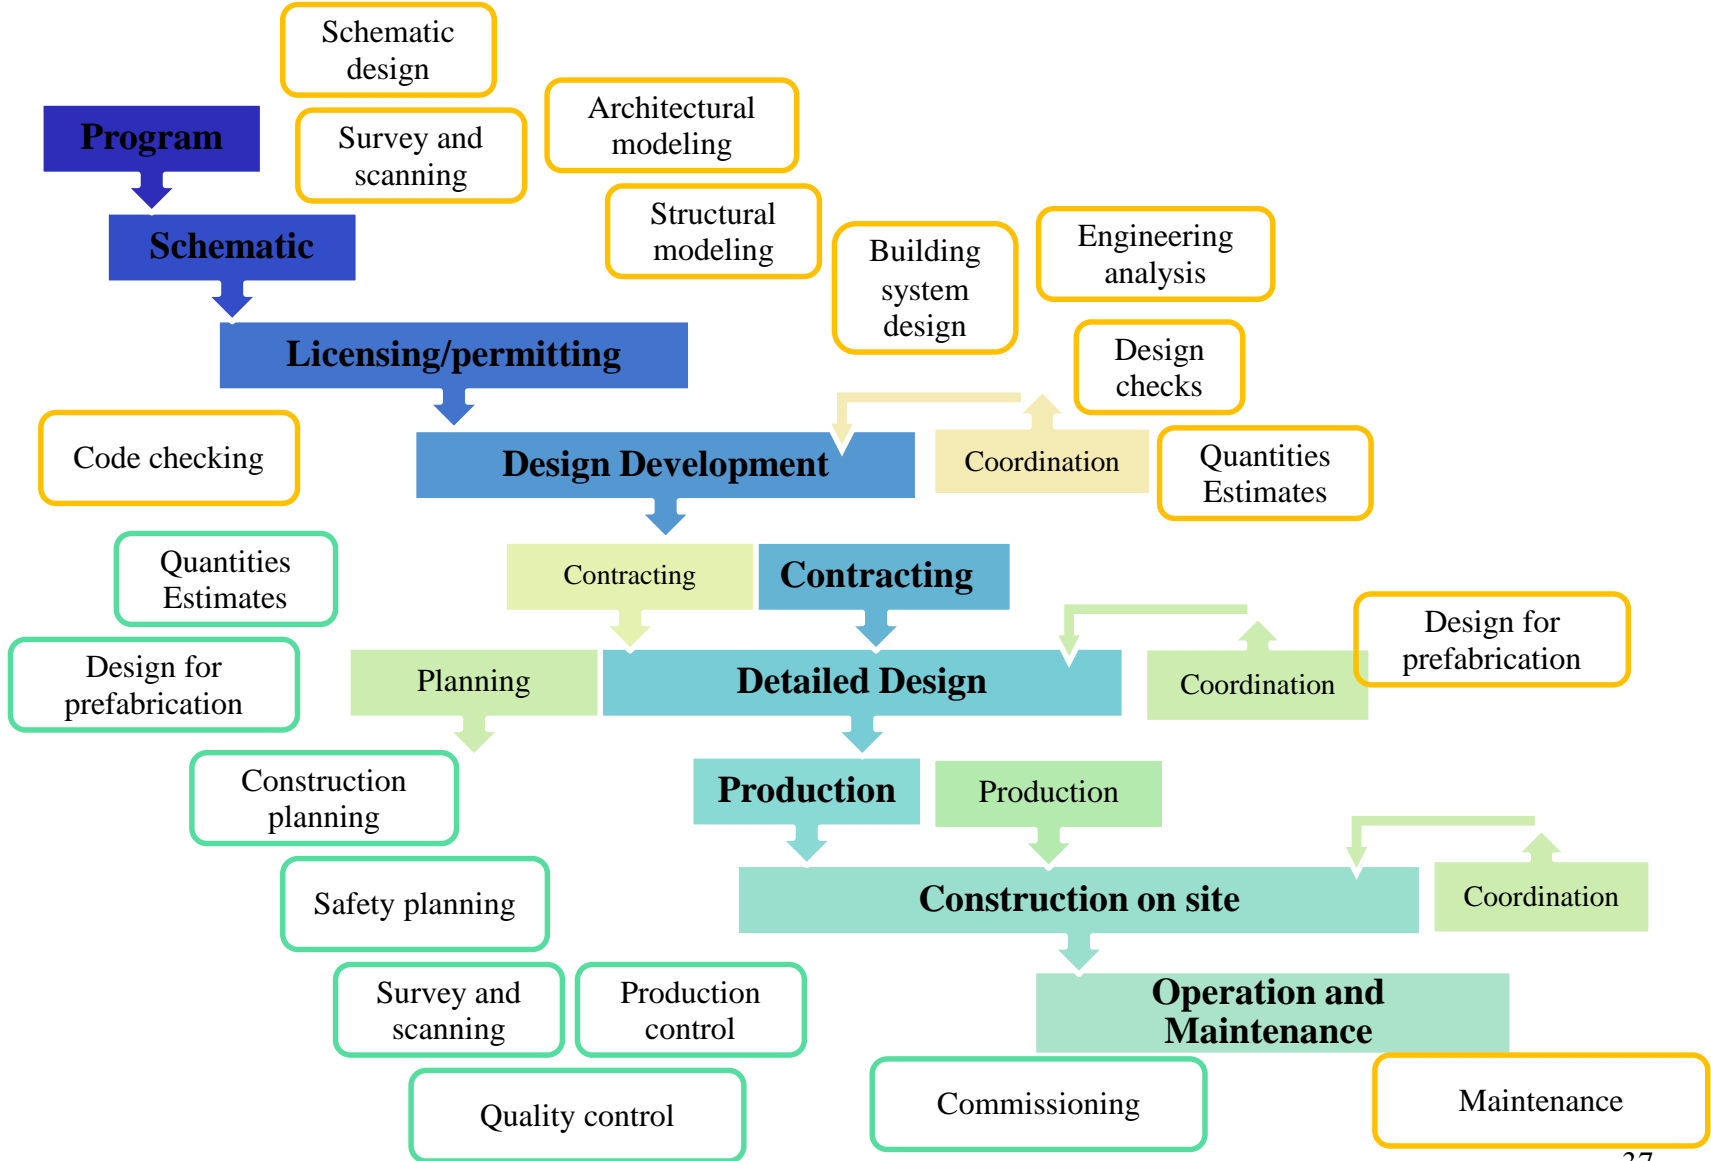 Schematic
design
Program
Survey and
scanning
Architectural
modeling
Schematic
Structural
modeling
Building
system
design
Engineering
analysis
Licensing/permitting
Design
checks
Code checking
Design Development
Coordination
Quantities
Estimates
Quantities
Estimates
Contracting
Contracting
Design for
prefabrication
Design for
prefabrication
Planning
Detailed Design
Coordination
Construction
planning
Production
Production
Safety planning
Construction on site
Coordination
Survey and
scanning
Production
control
Operation and
Maintenance
Quality control
Commissioning
Maintenance
37